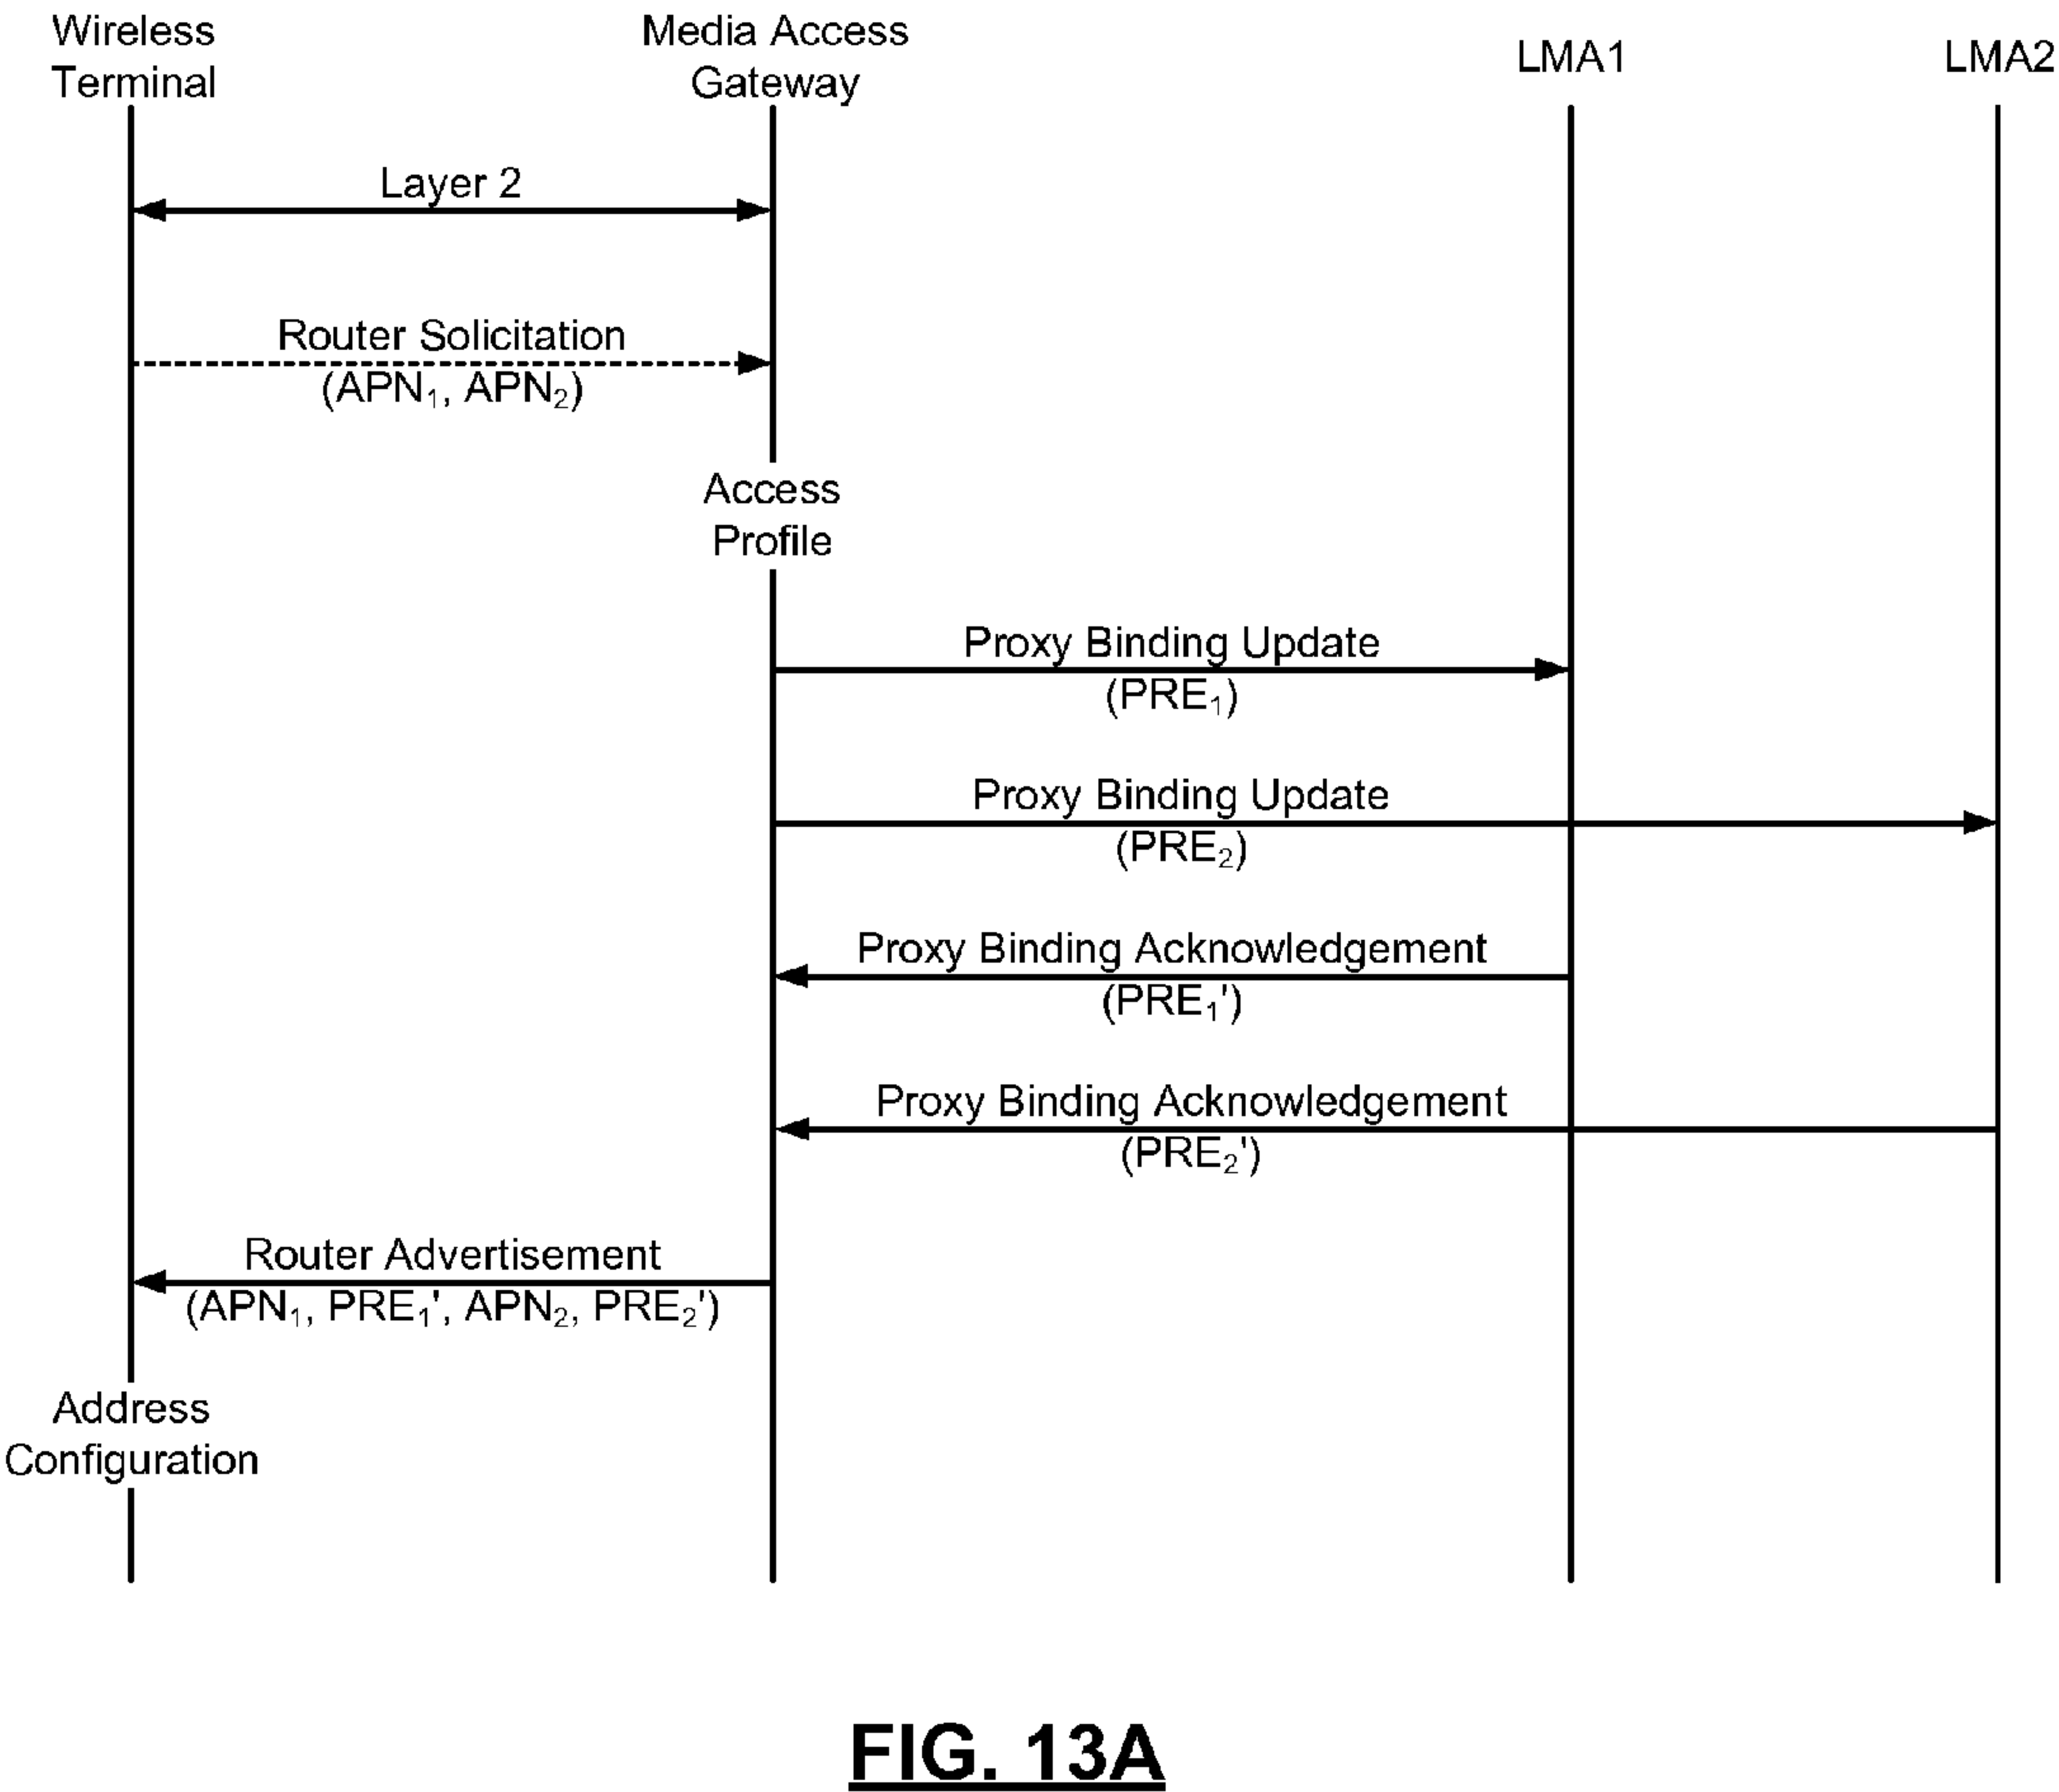 Wireless
Terminal
Media Access
Gateway
LMA1
LMA2
Layer 2
Router Solicitation
(APN₁, APN₂)
Access
Profile
Proxy Binding Update
(PRE₁)
Proxy Binding Update
(PRE₂)
Proxy Binding Acknowledgement
(PRE₁')
Proxy Binding Acknowledgement
(PRE₂')
Router Advertisement
(APN₁, PRE₁', APN₂, PRE₂')
Address
Configuration
FIG. 13A